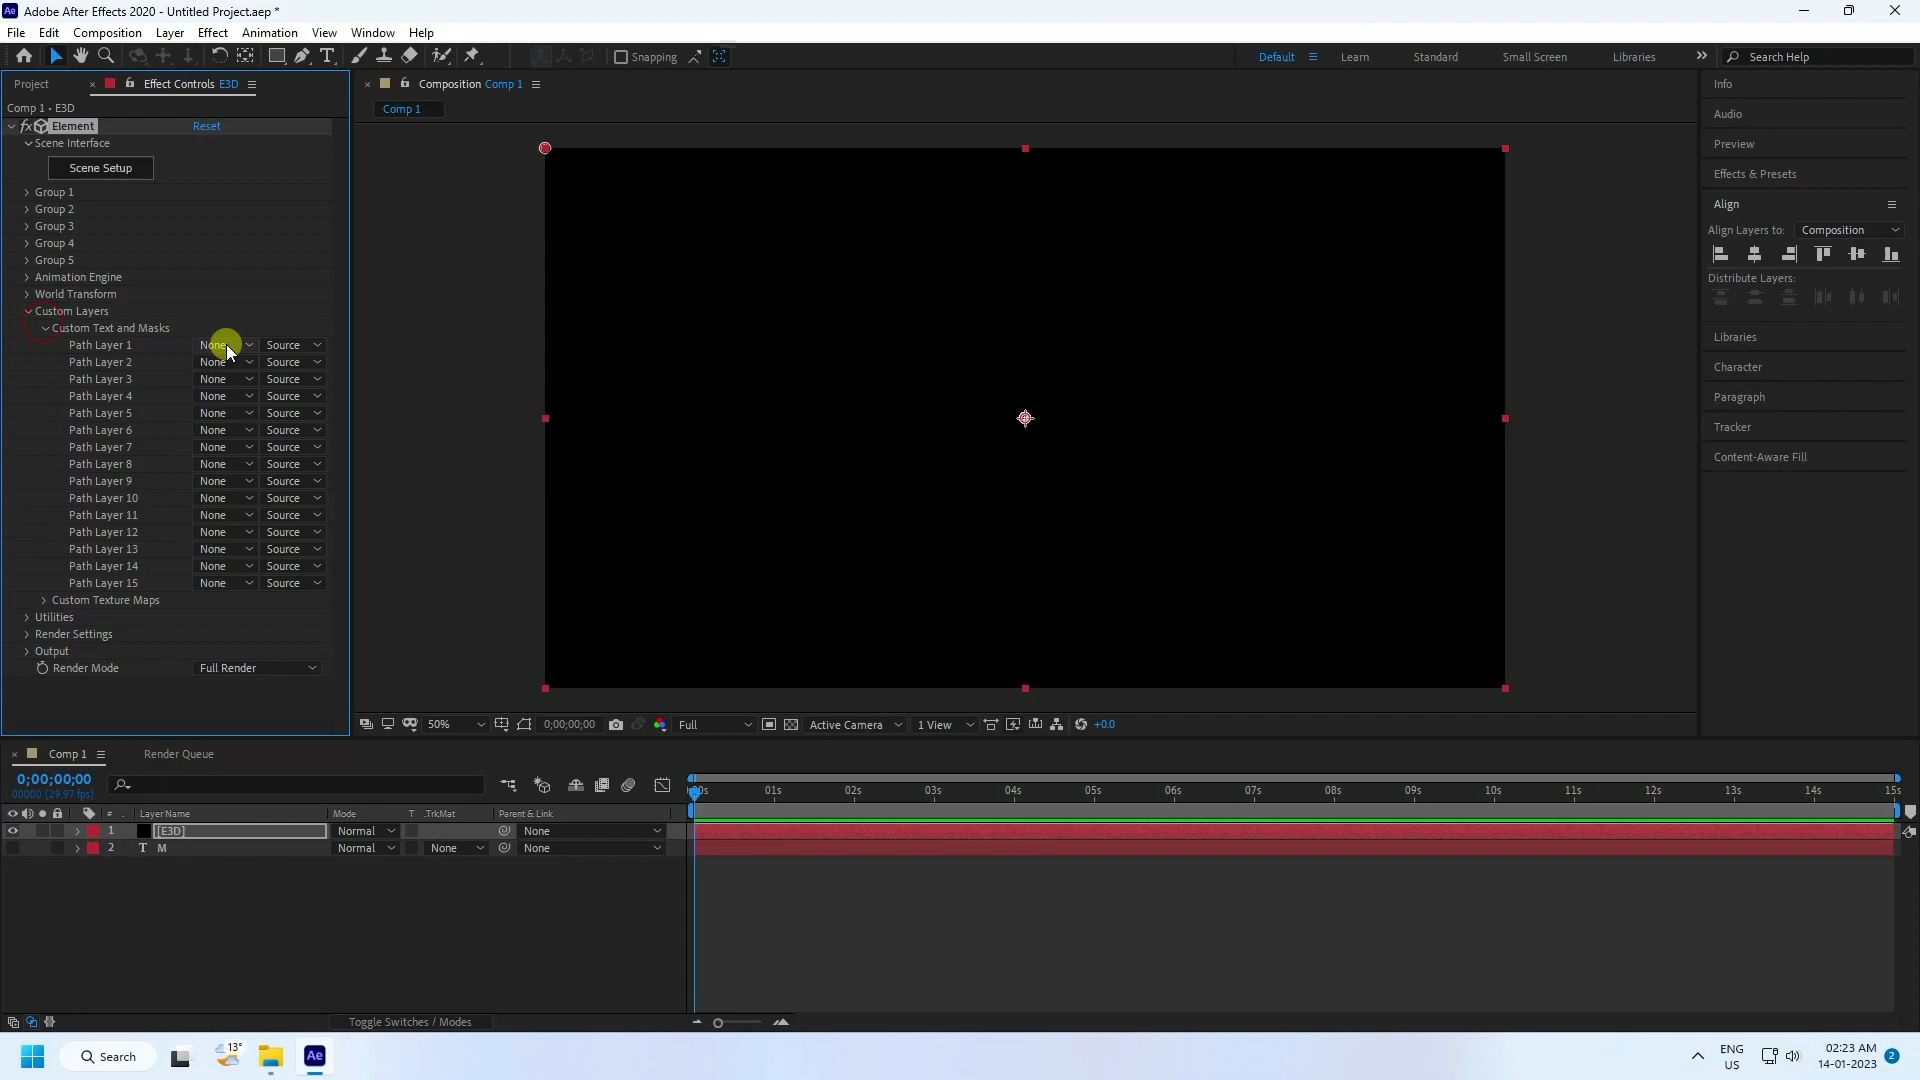 Adobe After Effects 2020 - Untitled Project.aep *
File Edit Composition Layer Effect Animation View Window Help
Snapping Default Learn Standard Small Screen Libraries Search Help
Project Effect Controls E3D
Comp 1 • E3D
fx Element Reset
Scene Interface
Scene Setup
Group 1
Group 2
Group 3
Group 4
Group 5
Animation Engine
World Transform
Custom Layers
Custom Text and Masks
Path Layer 1 None Source
Path Layer 2 None Source
Path Layer 3 None Source
Path Layer 4 None Source
Path Layer 5 None Source
Path Layer 6 None Source
Path Layer 7 None Source
Path Layer 8 None Source
Path Layer 9 None Source
Path Layer 10 None Source
Path Layer 11 None Source
Path Layer 12 None Source
Path Layer 13 None Source
Path Layer 14 None Source
Path Layer 15 None Source
Custom Texture Maps
Utilities
Render Settings
Output
Render Mode Full Render
Composition Comp 1
Comp 1
50% 0;00;00;00 Full Active Camera 1 View +0.0
Info
Audio
Preview
Effects & Presets
Align
Align Layers to: Composition
Distribute Layers:
Libraries
Character
Paragraph
Tracker
Content-Aware Fill
Comp 1 Render Queue
0;00;00;00
00000 (29.97 fps)
00s 01s 02s 03s 04s 05s 06s 07s 08s 09s 10s 11s 12s 13s 14s 15s
# . Layer Name Mode T .TrkMat Parent & Link
1 [E3D] Normal None
2 T M Normal None None
Toggle Switches / Modes
Search 13° Ae ENG US 02:23 AM 14-01-2023 2